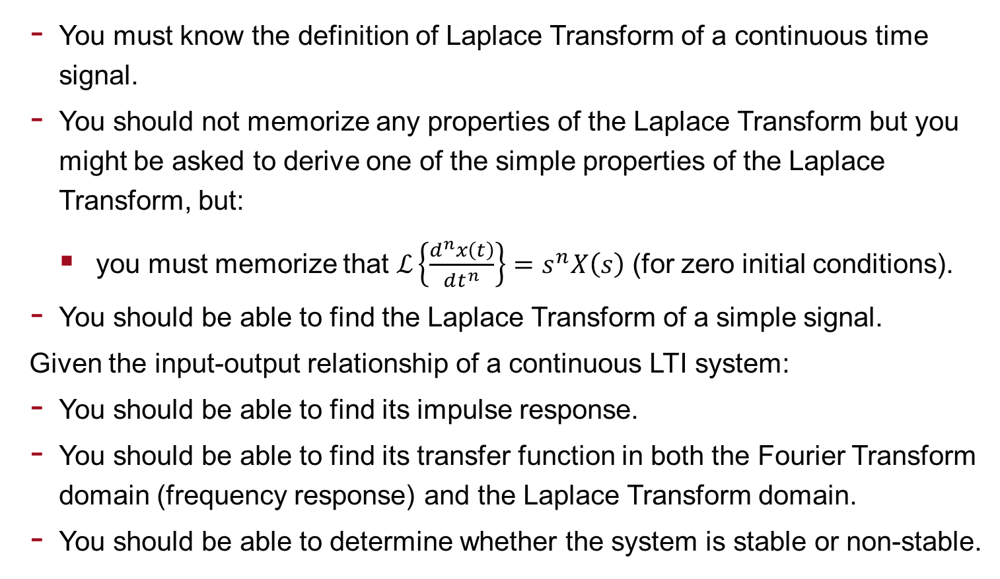 - You must know the definition of Laplace Transform of a continuous time
signal.
- You should not memorize any properties of the Laplace Transform but you
might be asked to derive one of the simple properties of the Laplace
Transform, but:
▪ you must memorize that ℒ{dⁿx(t)/dtⁿ} = sⁿX(s) (for zero initial conditions).
- You should be able to find the Laplace Transform of a simple signal.
Given the input-output relationship of a continuous LTI system:
- You should be able to find its impulse response.
- You should be able to find its transfer function in both the Fourier Transform
domain (frequency response) and the Laplace Transform domain.
- You should be able to determine whether the system is stable or non-stable.